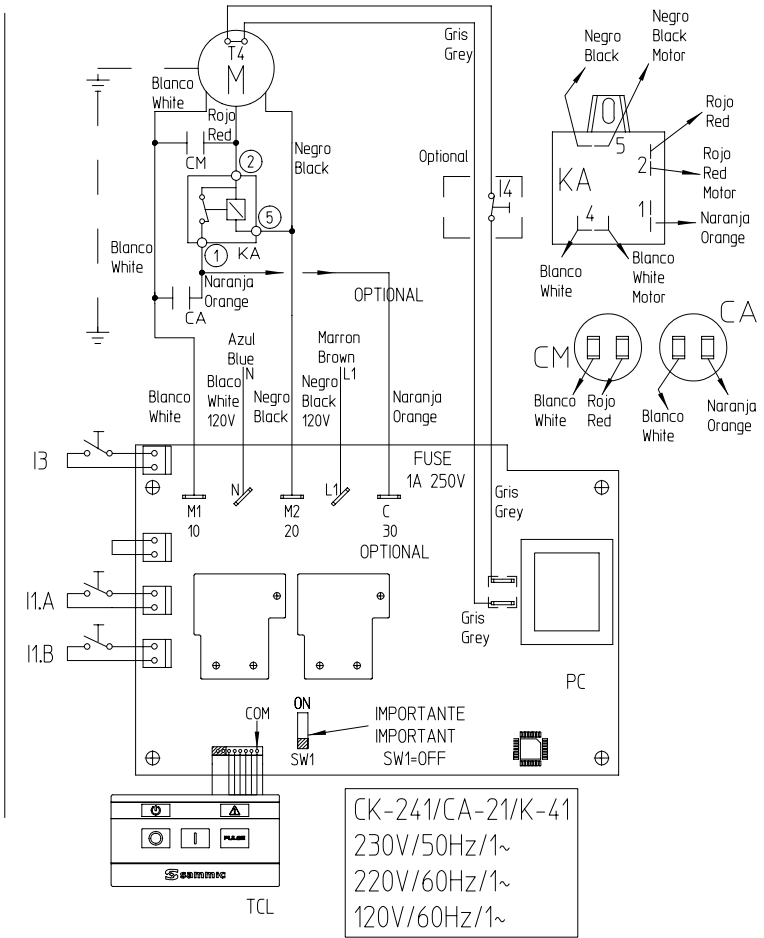 Gris
Grey
Negro
Black
Negro
Black
Motor
T4
M
Blanco
White
Rojo
Red
CM
2
Negro
Black
Optional
I4
5
KA
2
4
1
Rojo
Red
Rojo
Red
Motor
Naranja
Orange
Blanco
White
Blanco
White
Motor
5
1
KA
Blanco
White
Naranja
Orange
CA
OPTIONAL
CM
CA
Blanco
White
Rojo
Red
Blanco
White
Naranja
Orange
Azul
Blue
N
Marron
Brown
L1
Blanco
White
Blaco
White
120V
Negro
Black
Negro
Black
120V
Naranja
Orange
I3
FUSE
1A 250V
Gris
Grey
N
L1
M1
10
M2
20
C
30
OPTIONAL
I1.A
Gris
Grey
I1.B
PC
COM
ON
SW1
IMPORTANTE
IMPORTANT
SW1=OFF
PULSE
sammic
TCL
CK-241/CA-21/K-41
230V/50Hz/1~
220V/60Hz/1~
120V/60Hz/1~